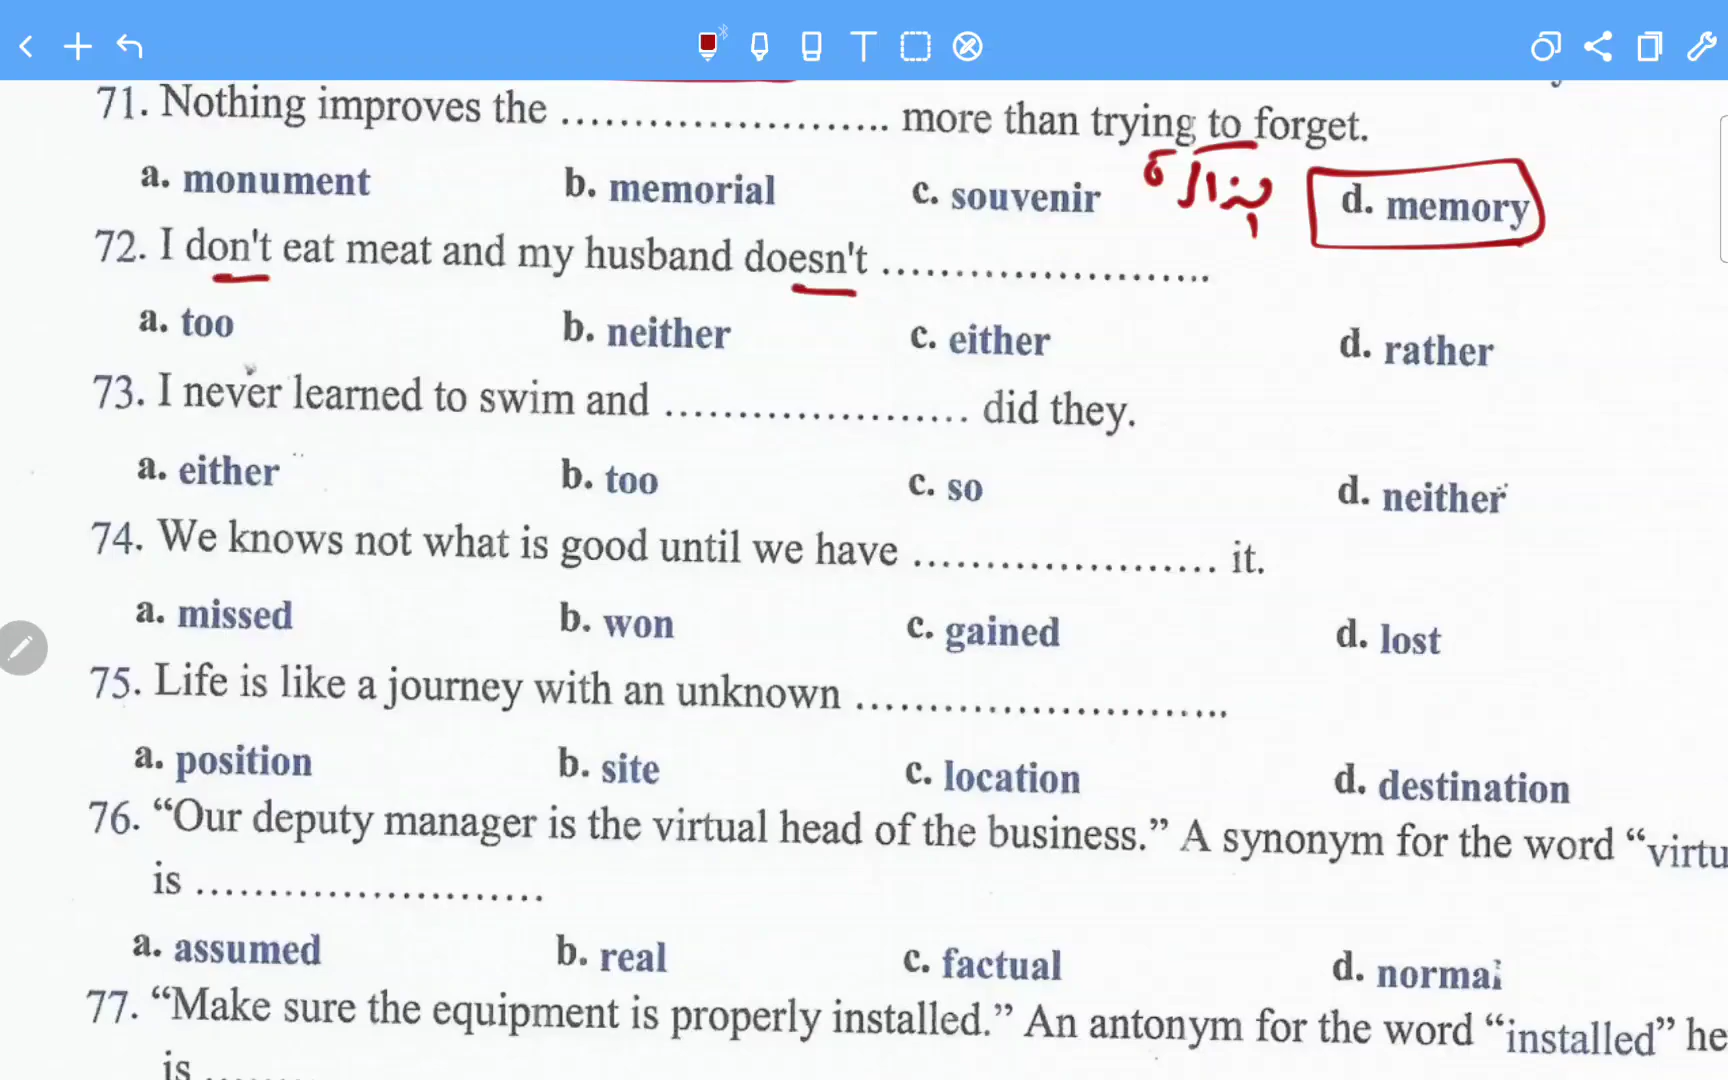 71. Nothing improves the ........................ more than trying to forget.
a. monument b. memorial c. souvenir d. memory
72. I don't eat meat and my husband doesn't ........................
a. too b. neither c. either d. rather
73. I never learned to swim and ...................... did they.
a. either b. too c. so d. neither
74. We knows not what is good until we have ...................... it.
a. missed b. won c. gained d. lost
75. Life is like a journey with an unknown ...........................
a. position b. site c. location d. destination
76. “Our deputy manager is the virtual head of the business.” A synonym for the word “virtu
is .........................
a. assumed b. real c. factual d. normal
77. “Make sure the equipment is properly installed.” An antonym for the word “installed” he
is ........